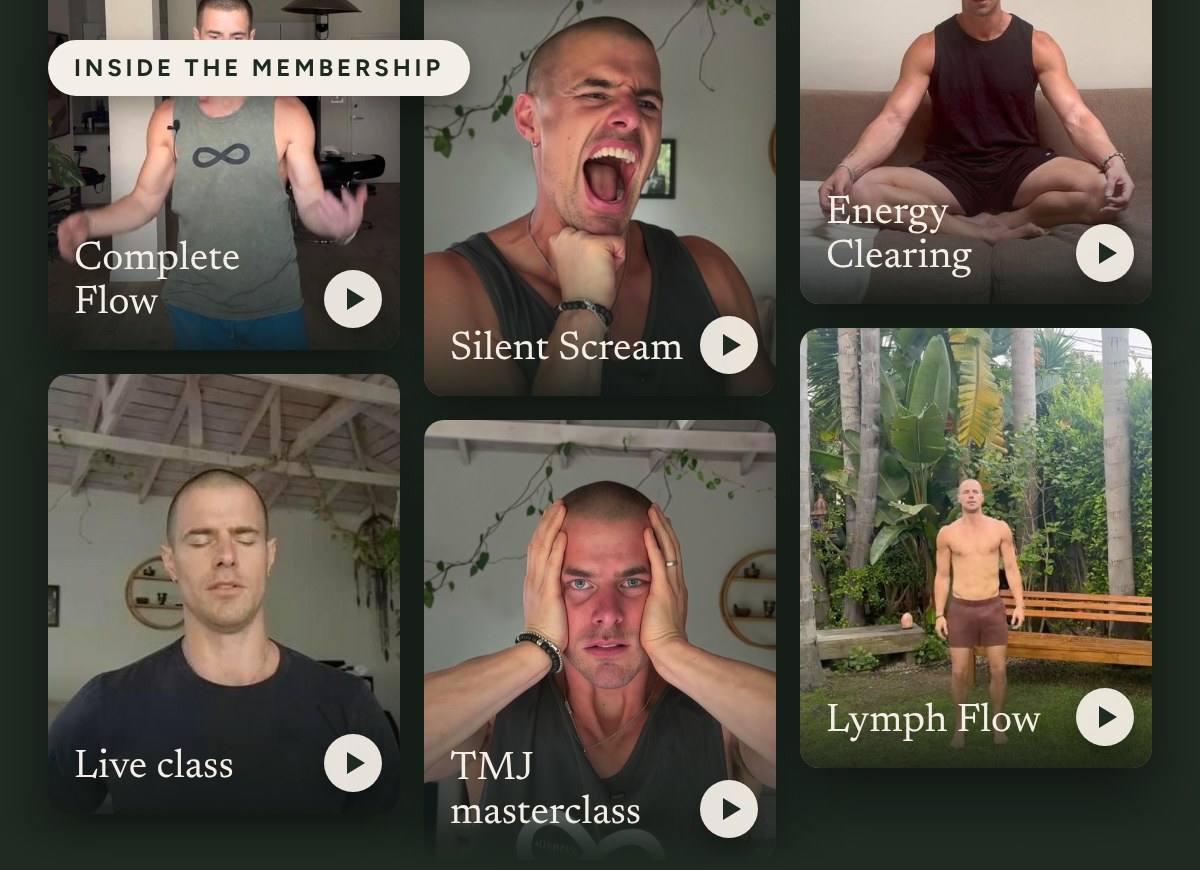 INSIDE THE MEMBERSHIP
Complete
Flow
Silent Scream
Energy
Clearing
Live class
TMJ
masterclass
Lymph Flow